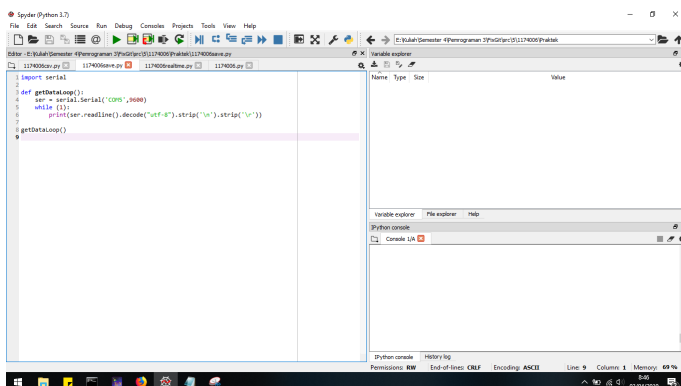 Spyder (Python 3.7)
File Edit Search Source Run Debug Consoles Projects Tools View Help
E:\Kuliah\Semester 4\Pemrograman 3\FixGit\prc\5\1174006\Praktek
Editor - E:\Kuliah\Semester 4\Pemrograman 3\FixGit\prc\5\1174006\Praktek\1174006save.py
Variable explorer
1174006csv.py 1174006save.py 1174006realtime.py 1174006.py
Name Type Size Value
1 import serial
2
3 def getDataLoop():
4 ser = serial.Serial('COM5',9600)
5 while (1):
6 print(ser.readline().decode("utf-8").strip('\n').strip('\r'))
7
8 getDataLoop()
9
Variable explorer File explorer Help
IPython console
Console 1/A
IPython console History log
Permissions: RW End-of-lines: CRLF Encoding: ASCII Line: 9 Column: 1 Memory: 69 %
8:46